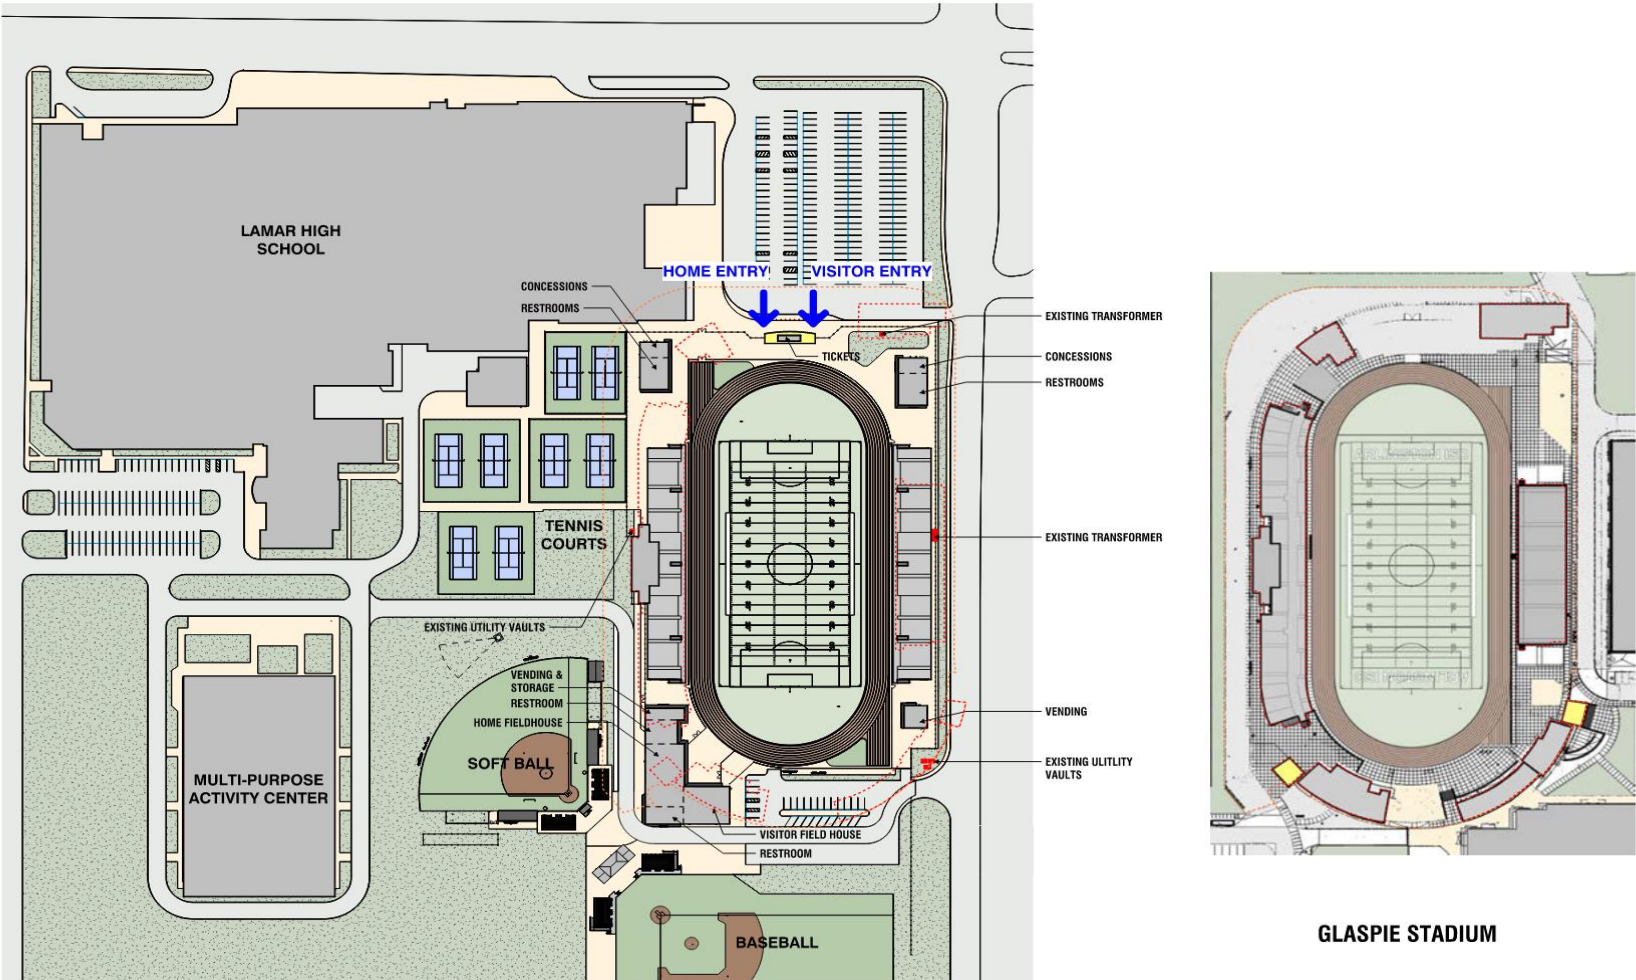 LAMAR HIGH
SCHOOL
HOME ENTRY
VISITOR ENTRY
CONCESSIONS
RESTROOMS
EXISTING TRANSFORMER
TICKETS
CONCESSIONS
RESTROOMS
TENNIS
COURTS
EXISTING TRANSFORMER
EXISTING UTILITY VAULTS
VENDING &
STORAGE
RESTROOM
HOME FIELDHOUSE
VENDING
SOFT BALL
EXISTING ULITLITY
VAULTS
MULTI-PURPOSE
ACTIVITY CENTER
VISITOR FIELD HOUSE
RESTROOM
BASEBALL
GLASPIE STADIUM